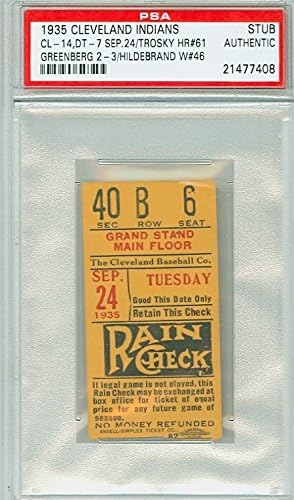 PSA
1935 CLEVELAND INDIANS STUB
CL-14,DT-7 SEP.24/TROSKY HR#61 AUTHENTIC
GREENBERG 2-3/HILDEBRAND W#46 21477408
40 B 6
SEC ROW SEAT
GRAND STAND
MAIN FLOOR
The Cleveland Baseball Co.
SEP. TUESDAY
24 Good This Date Only
1935 Retain This Check
RAIN
CHECK
If legal game is not played, this
Rain Check may be exchanged at
box office for ticket of equal
price for any future game of
season.
NO MONEY REFUNDED
ANSELL-SIMPLEX TICKET CO.